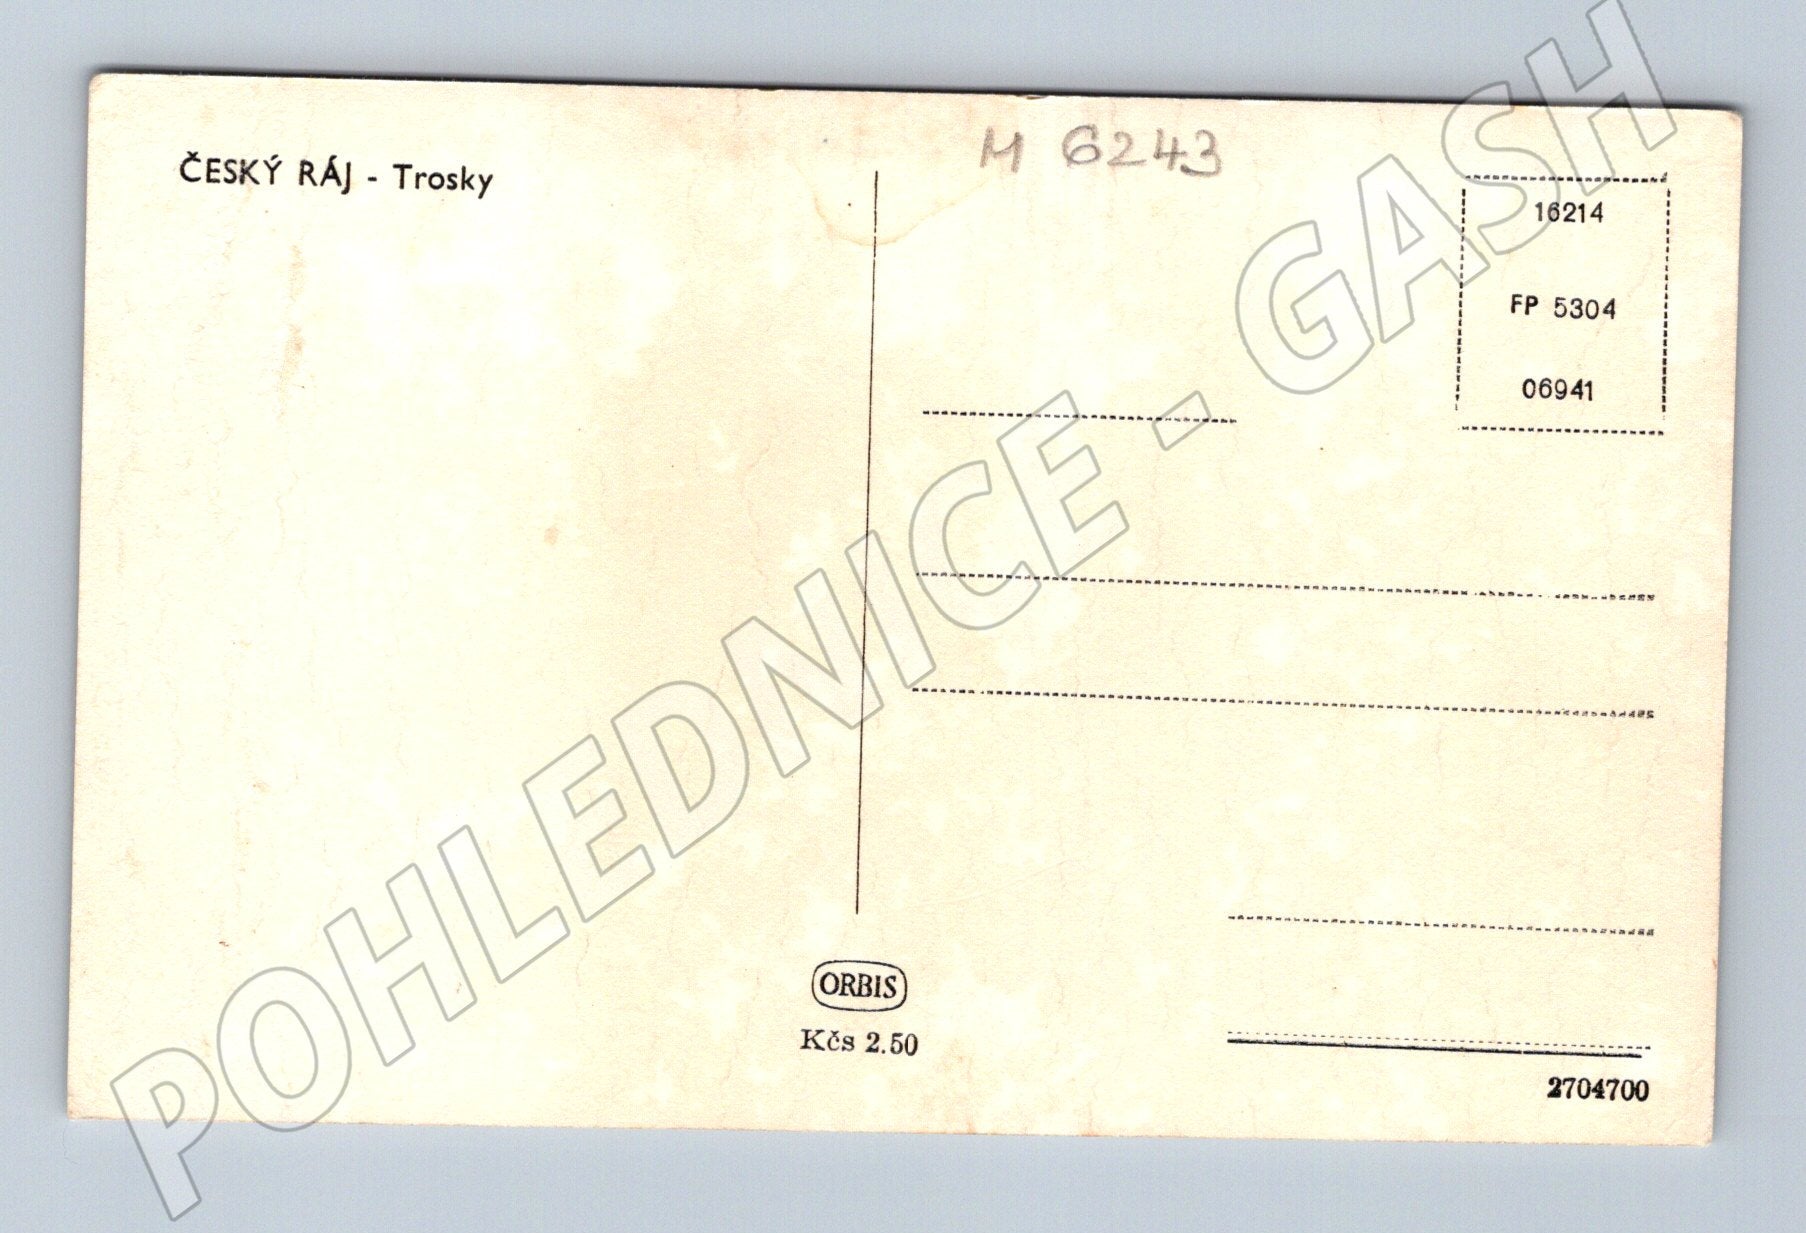 ČESKÝ RÁJ - Trosky
M 6243
16214
FP 5304
06941
POHLEDNICE - GASH
ORBIS
Kčs 2.50
2704700